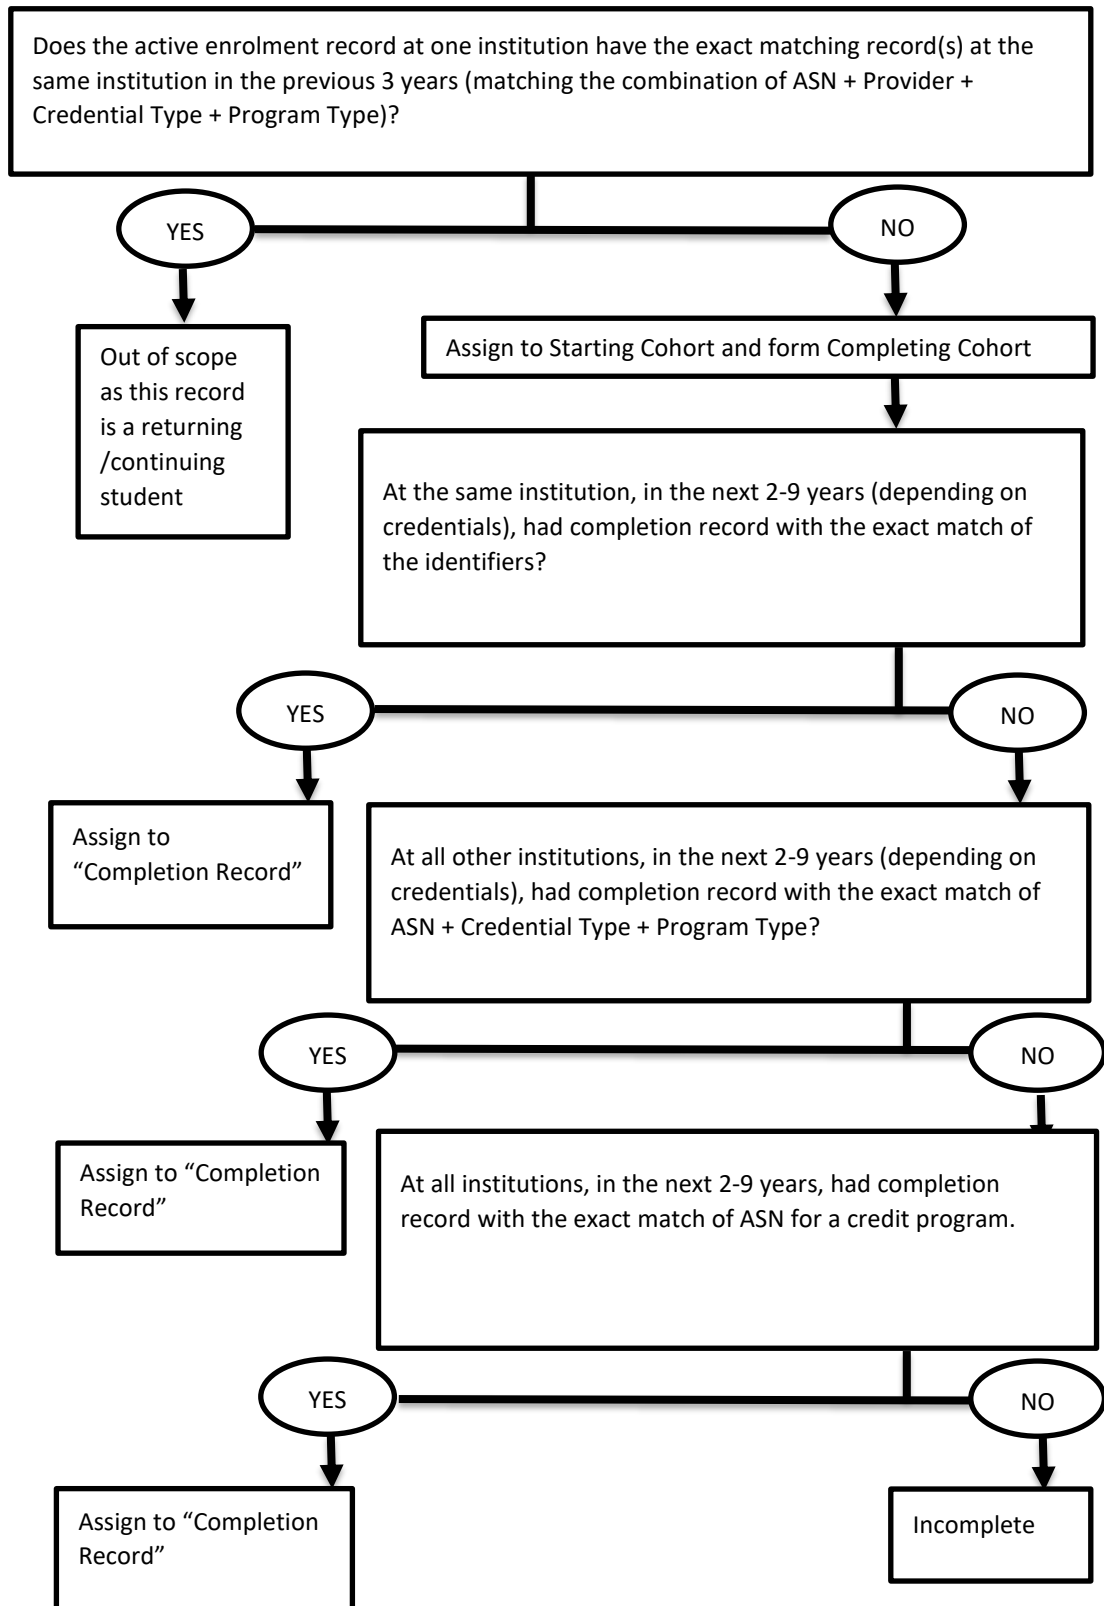 Does the active enrolment record at one institution have the exact matching record(s) at the
same institution in the previous 3 years (matching the combination of ASN + Provider +
Credential Type + Program Type)?
YES
NO
Out of scope
as this record
is a returning
/continuing
student
Assign to Starting Cohort and form Completing Cohort
At the same institution, in the next 2-9 years (depending on
credentials), had completion record with the exact match of
the identifiers?
YES
NO
Assign to
“Completion Record”
At all other institutions, in the next 2-9 years (depending on
credentials), had completion record with the exact match of
ASN + Credential Type + Program Type?
YES
NO
Assign to “Completion
Record”
At all institutions, in the next 2-9 years, had completion
record with the exact match of ASN for a credit program.
YES
NO
Assign to “Completion
Record”
Incomplete